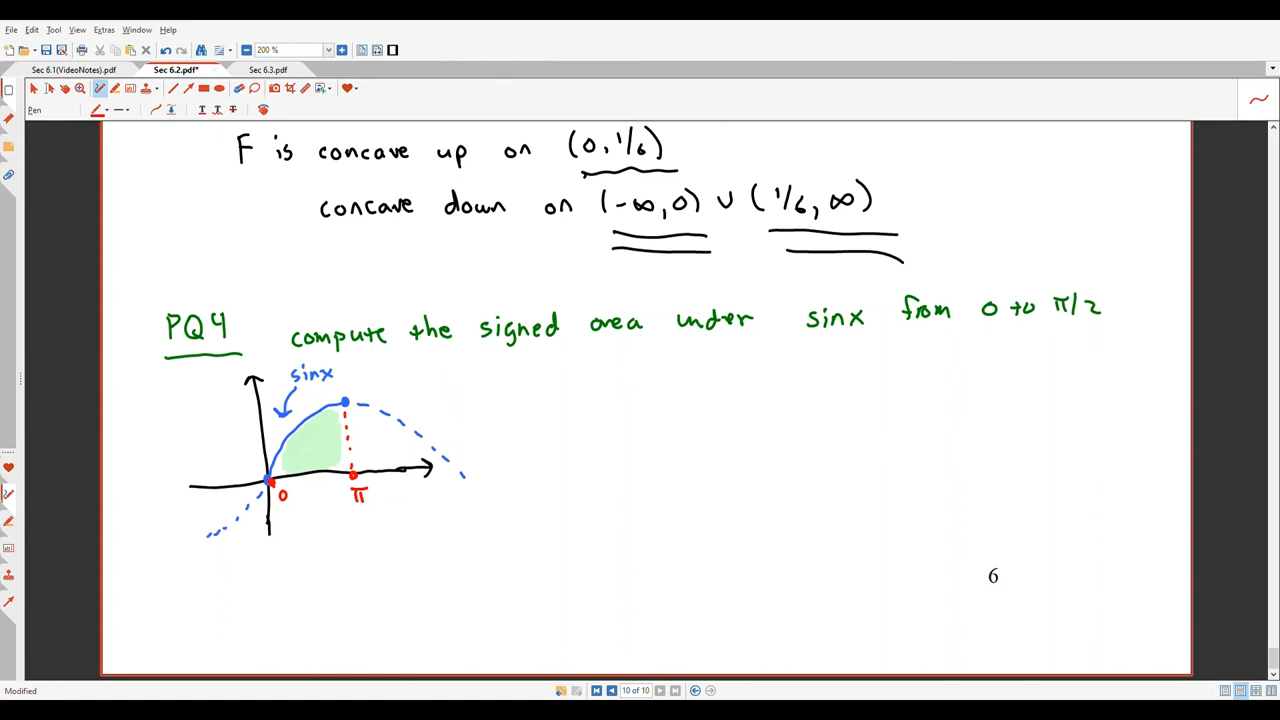 File Edit Tool View Extras Window Help
200 %
Sec 6.1(VideoNotes).pdf Sec 6.2.pdf* Sec 6.3.pdf
Pen
F is concave up on (0, 1/6)
concave down on (-∞, 0) ∪ (1/6, ∞)
PQ4 compute the signed area under sinx from 0 to π/2
sinx
0 π
6
Modified
10 of 10